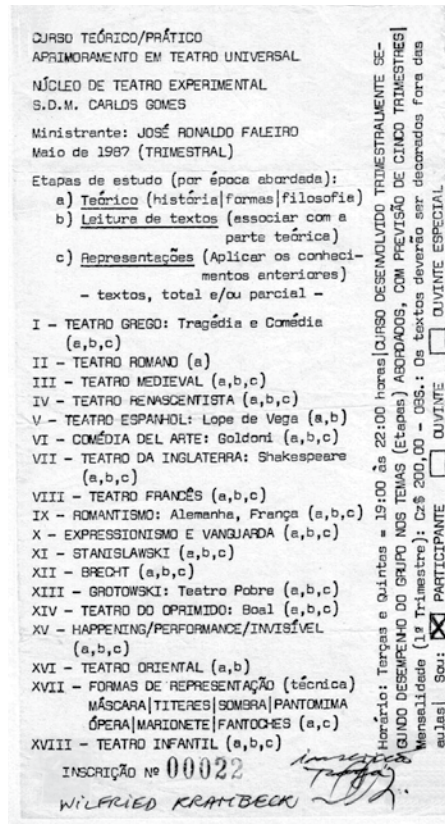 CURSO TEÓRICO/PRÁTICO
APRIMORAMENTO EM TEATRO UNIVERSAL
NÚCLEO DE TEATRO EXPERIMENTAL
S.D.M. CARLOS GOMES
Ministrante: JOSÉ RONALDO FALEIRO
Maio de 1987 (TRIMESTRAL)
Etapas de estudo (por época abordada):
a) Teórico (história|formas|filosofia)
b) Leitura de textos (associar com a
parte teórica)
c) Representações (Aplicar os conheci-
mentos anteriores)
- textos, total e/ou parcial -
I - TEATRO GREGO: Tragédia e Comédia
(a,b,c)
II - TEATRO ROMANO (a)
III - TEATRO MEDIEVAL (a,b,c)
IV - TEATRO RENASCENTISTA (a,b,c)
V - TEATRO ESPANHOL: Lope de Vega (a,b)
VI - COMÉDIA DEL ARTE: Goldoni (a,b,c)
VII - TEATRO DA INGLATERRA: Shakespeare
(a,b,c)
VIII - TEATRO FRANCÊS (a,b,c)
IX - ROMANTISMO: Alemanha, França (a,b,c)
X - EXPRESSIONISMO E VANGUARDA (a,b,c)
XI - STANISLAWSKI (a,b,c)
XII - BRECHT (a,b,c)
XIII - GROTOWSKI: Teatro Pobre (a,b,c)
XIV - TEATRO DO OPRIMIDO: Boal (a,b,c)
XV - HAPPENING/PERFORMANCE/INVISÍVEL
(a,b,c)
XVI - TEATRO ORIENTAL (a,b)
XVII - FORMAS DE REPRESENTAÇÃO (técnica)
MÁSCARA|TITERES|SOMBRA|PANTOMIMA
ÓPERA|MARIONETE|FANTOCHES (a,c)
XVIII - TEATRO INFANTIL (a,b,c)
INSCRIÇÃO Nº 00022
WILFRIED KRAMBECK
Horário: Terças e Quintas = 19:00 às 22:00 horas|CURSO DESENVOLVIDO TRIMESTRALMENTE SE-
GUNDO DESEMPENHO DO GRUPO NOS TEMAS (Etapas) ABORDADOS, COM PREVISÃO DE CINCO TRIMESTRES|
Mensalidade (1º Trimestre): Cz$ 200,00 - OBS.: Os textos deverão ser decorados fora das
aulas| Sou: X PARTICIPANTE OUVINTE OUVINTE ESPECIAL